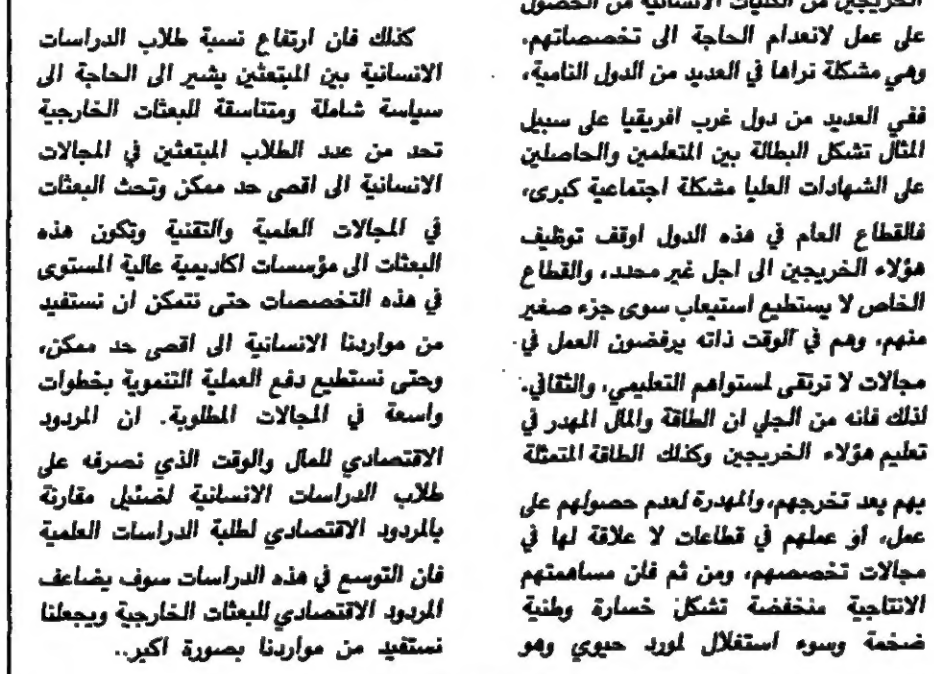 الخريجين من الكليات الانسانية من الحصول
على عمل لانعدام الحاجة الى تخصصاتهم.
وهي مشكلة نراها في العديد من الدول النامية،
ففي العديد من دول غرب افريقيا على سبيل
المثال تشكل البطالة بين المتعلمين والحاصلين
على الشهادات العليا مشكلة اجتماعية كبرى،
فالقطاع العام في هذه الدول اوقف توظيف
هؤلاء الخريجين الى اجل غير محدد، والقطاع
الخاص لا يستطيع استيعاب سوى جزء صغير
منهم، وهم في الوقت ذاته يرفضون العمل في
مجالات لا ترتقى لمستواهم التعليمي، والثقافي.
لذلك فانه من الجلي ان الطاقة والمال المهدر في
تعليم هؤلاء الخريجين وكذلك الطاقة المتمثلة
بهم بعد تخرجهم، والمهدرة لعدم حصولهم على
عمل، او عملهم في قطاعات لا علاقة لها في
مجالات تخصصهم، ومن ثم فان مساهمتهم
الانتاجية منخفضة تشكل خسارة وطنية
ضخمة وسوء استغلال لمورد حيوي وهو
كذلك فان ارتفاع نسبة طلاب الدراسات
الانسانية بين المبتعثين يشير الى الحاجة الى
سياسة شاملة ومتناسقة للبعثات الخارجية
تحد من عدد الطلاب المبتعثين في المجالات
الانسانية الى اقصى حد ممكن وتحث البعثات
في المجالات العلمية والتقنية وتكون هذه
البعثات الى مؤسسات اكاديمية عالية المستوى
في هذه التخصصات حتى نتمكن ان نستفيد
من مواردنا الانسانية الى اقصى حد ممكن،
وحتى نستطيع دفع العملية التنموية بخطوات
واسعة في المجالات المطلوبة. ان المردود
الاقتصادي للمال والوقت الذي نصرفه على
طلاب الدراسات الانسانية لضئيل مقارنة
بالمردود الاقتصادي لطلبة الدراسات العلمية
فان التوسع في هذه الدراسات سوف يضاعف
المردود الاقتصادي للبعثات الخارجية ويجعلنا
نستفيد من مواردنا بصورة اكبر..